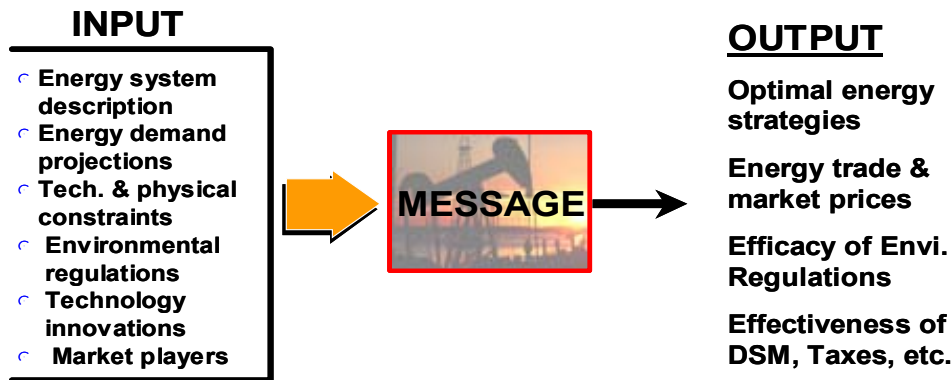 INPUT
Energy system
description
Energy demand
projections
Tech. & physical
constraints
Environmental
regulations
Technology
innovations
Market players
MESSAGE
OUTPUT
Optimal energy
strategies
Energy trade &
market prices
Efficacy of Envi.
Regulations
Effectiveness of
DSM, Taxes, etc.